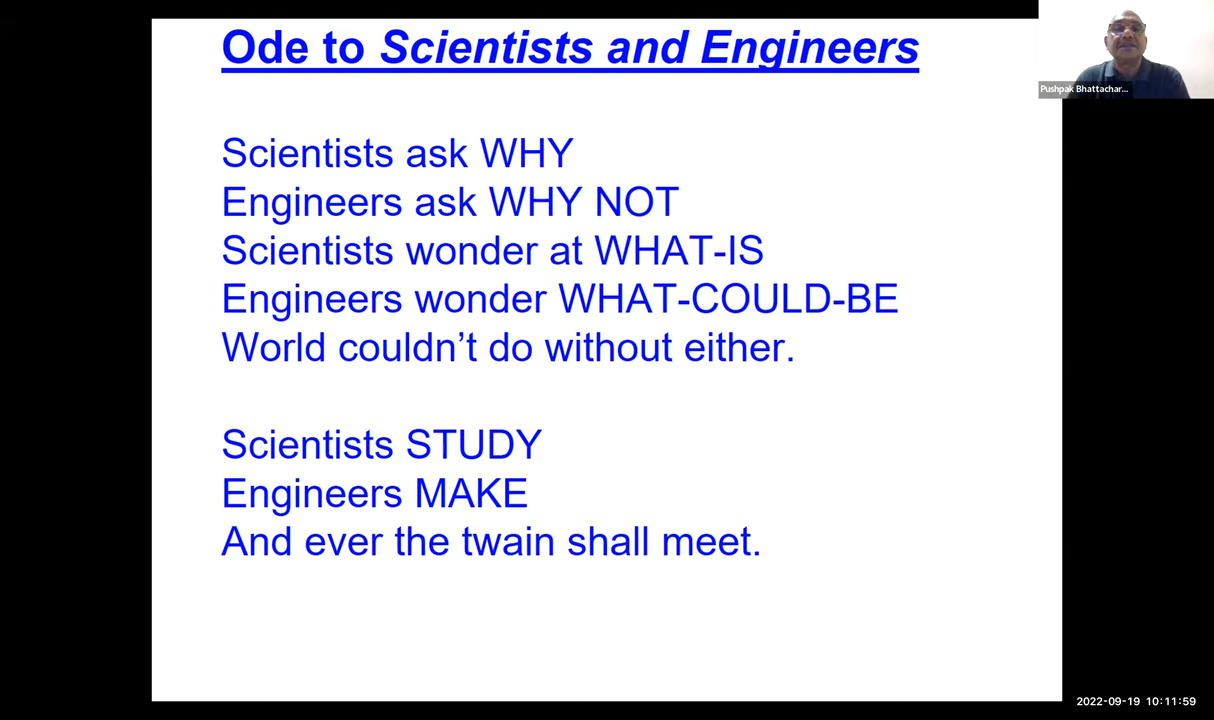 Ode to Scientists and Engineers
Pushpak Bhattachar...
Scientists ask WHY
Engineers ask WHY NOT
Scientists wonder at WHAT-IS
Engineers wonder WHAT-COULD-BE
World couldn’t do without either.
Scientists STUDY
Engineers MAKE
And ever the twain shall meet.
2022-09-19 10:11:59